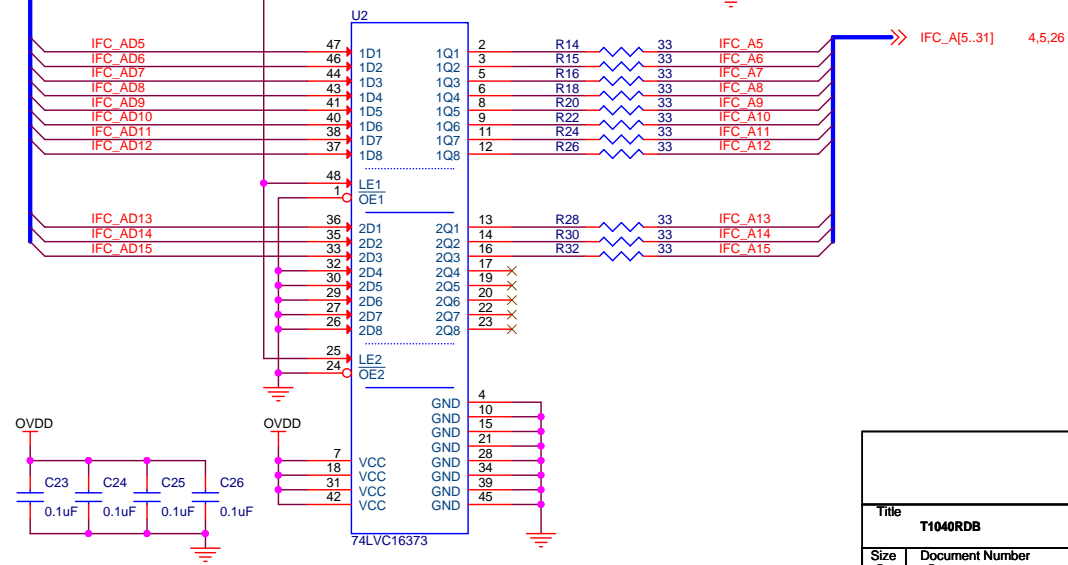 U2
IFC_AD5 47 1D1 1Q1 2 R14 33 IFC_A5 IFC_A[5..31] 4,5,26
IFC_AD6 46 1D2 1Q2 3 R15 33 IFC_A6
IFC_AD7 44 1D3 1Q3 5 R16 33 IFC_A7
IFC_AD8 43 1D4 1Q4 6 R18 33 IFC_A8
IFC_AD9 41 1D5 1Q5 8 R20 33 IFC_A9
IFC_AD10 40 1D6 1Q6 9 R22 33 IFC_A10
IFC_AD11 38 1D7 1Q7 11 R24 33 IFC_A11
IFC_AD12 37 1D8 1Q8 12 R26 33 IFC_A12
48 LE1
1 OE1
IFC_AD13 36 2D1 2Q1 13 R28 33 IFC_A13
IFC_AD14 35 2D2 2Q2 14 R30 33 IFC_A14
IFC_AD15 33 2D3 2Q3 16 R32 33 IFC_A15
32 2D4 2Q4 17
30 2D5 2Q5 19
29 2D6 2Q6 20
27 2D7 2Q7 22
26 2D8 2Q8 23
25 LE2
24 OE2
GND 4
GND 10
OVDD OVDD GND 15
GND 21
7 VCC GND 28
18 VCC GND 34
C23 C24 C25 C26 31 VCC GND 39
0.1uF 0.1uF 0.1uF 0.1uF 42 VCC GND 45
74LVC16373
Title
T1040RDB
Size Document Number